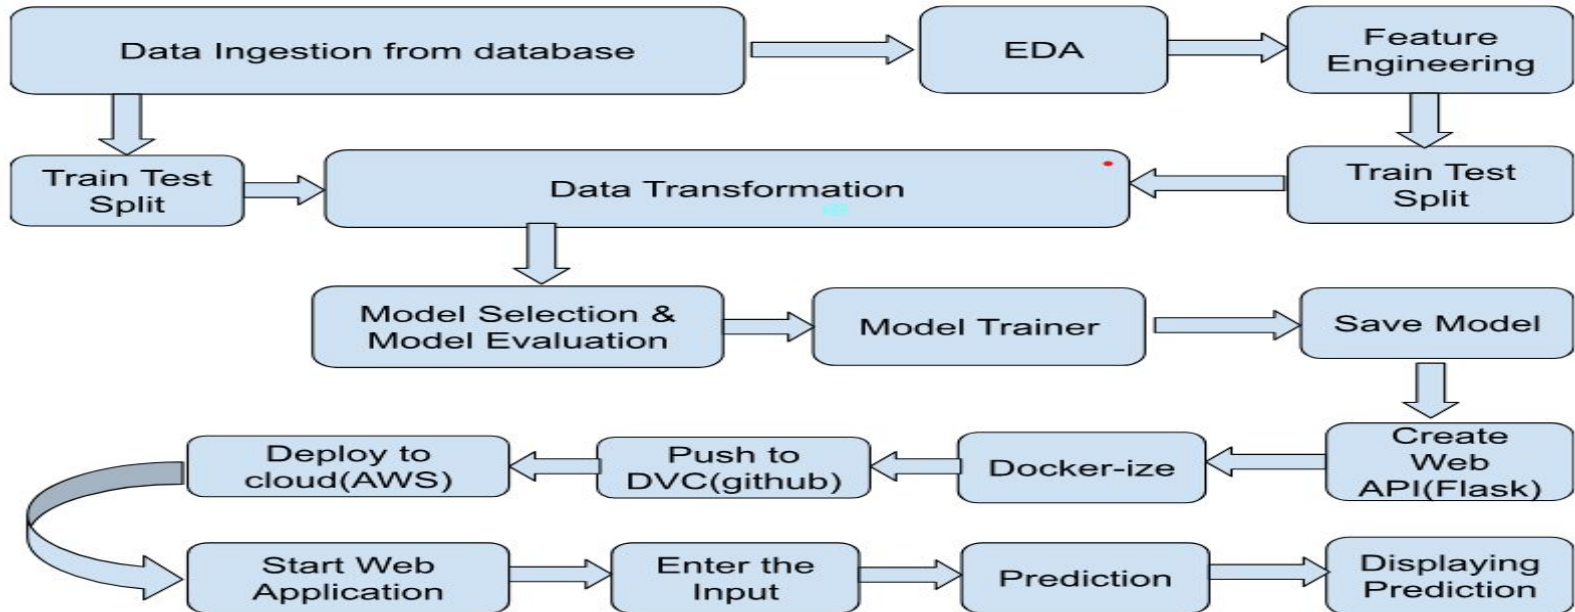 Data Ingestion from database
EDA
Feature
Engineering
Train Test
Split
Data Transformation
Train Test
Split
Model Selection &
Model Evaluation
Model Trainer
Save Model
Deploy to
cloud(AWS)
Push to
DVC(github)
Docker-ize
Create
Web
API(Flask)
Start Web
Application
Enter the
Input
Prediction
Displaying
Prediction